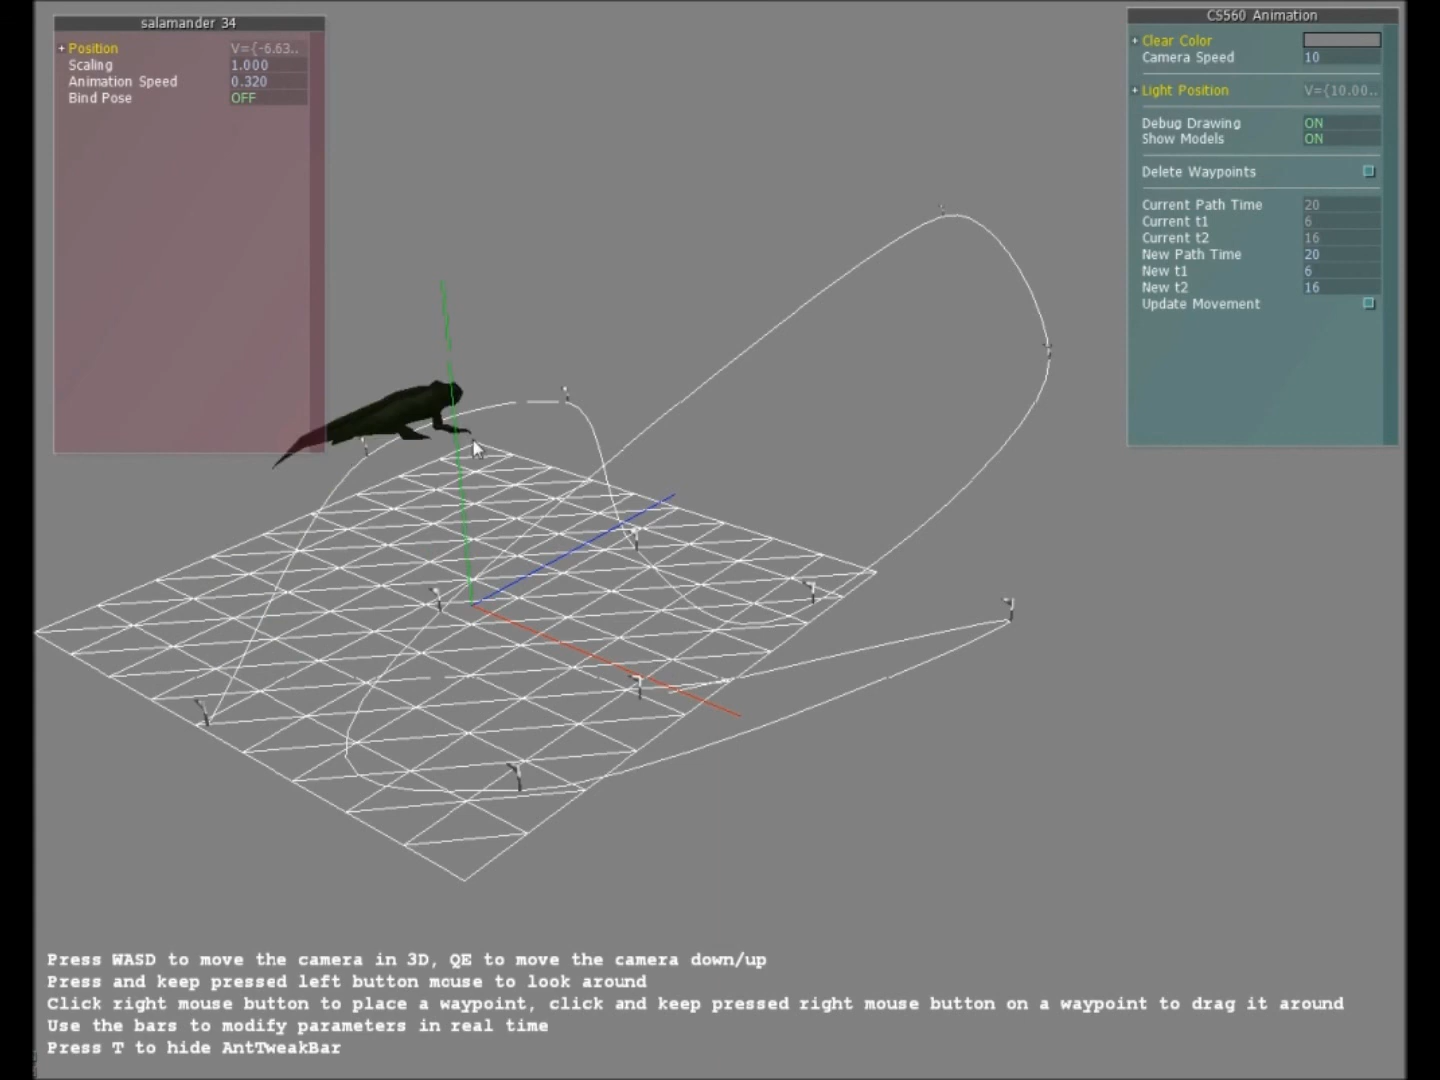 salamander 34
+ Position V={-6.63..
Scaling 1.000
Animation Speed 0.320
Bind Pose OFF
CS560 Animation
+ Clear Color
Camera Speed 10
+ Light Position V={10.00..
Debug Drawing ON
Show Models ON
Delete Waypoints
Current Path Time 20
Current t1 6
Current t2 16
New Path Time 20
New t1 6
New t2 16
Update Movement
Press WASD to move the camera in 3D, QE to move the camera down/up
Press and keep pressed left button mouse to look around
Click right mouse button to place a waypoint, click and keep pressed right mouse button on a waypoint to drag it around
Use the bars to modify parameters in real time
Press T to hide AntTweakBar